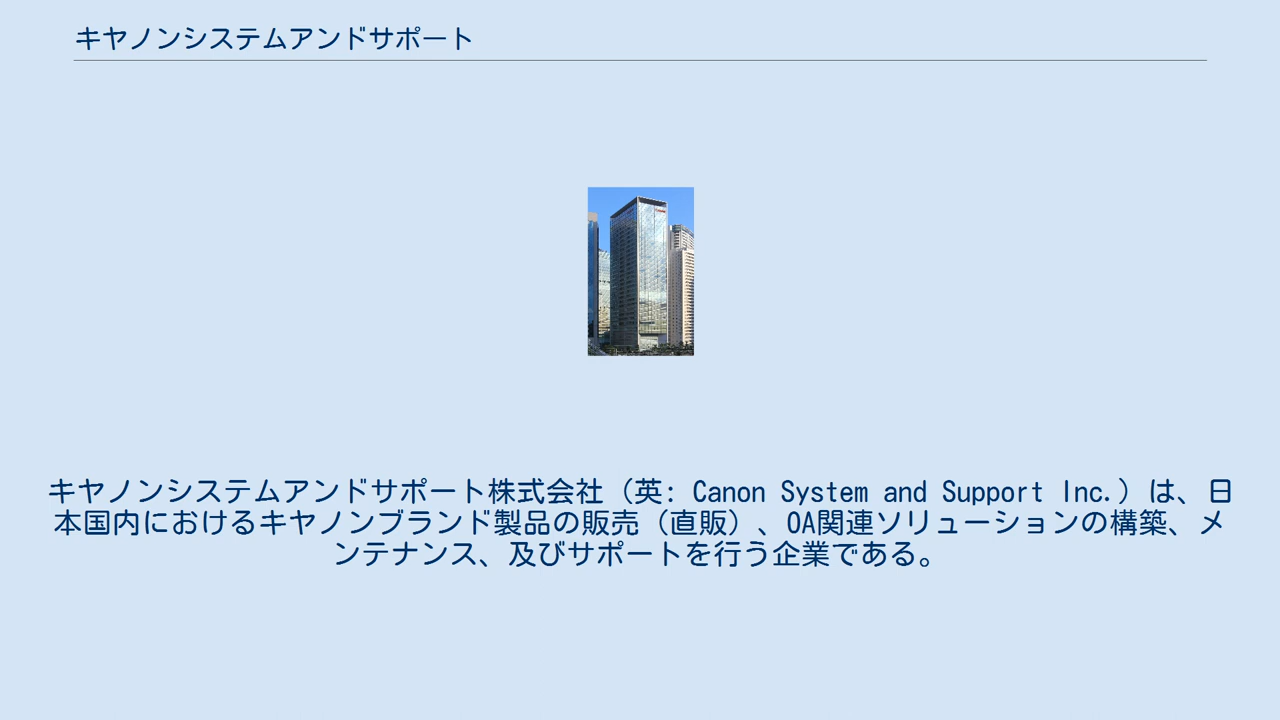 キヤノンシステムアンドサポート
キヤノンシステムアンドサポート株式会社（英: Canon System and Support Inc.）は、日
本国内におけるキヤノンブランド製品の販売（直販）、OA関連ソリューションの構築、メ
ンテナンス、及びサポートを行う企業である。